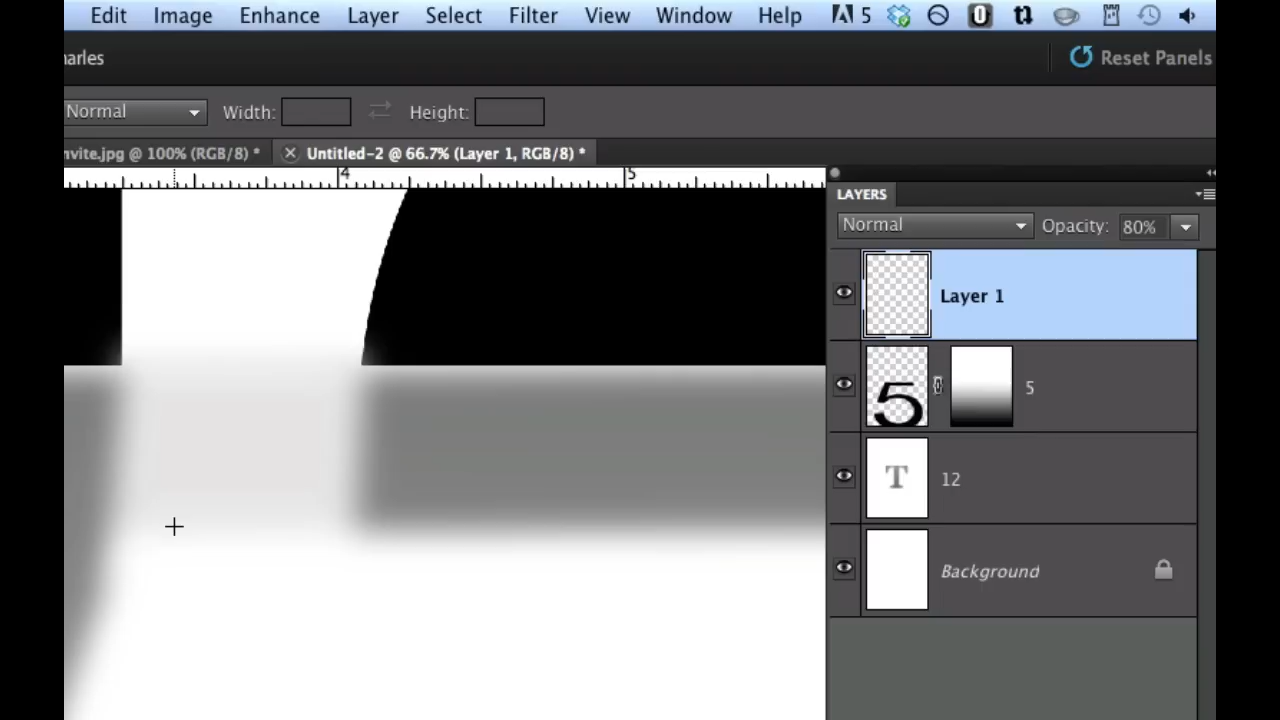 Edit Image Enhance Layer Select Filter View Window Help 5
harles Reset Panels
Normal Width: Height:
nvite.jpg @ 100% (RGB/8) * Untitled-2 @ 66.7% (Layer 1, RGB/8) *
4 5
LAYERS
Normal Opacity: 80%
Layer 1
5 5
T 12
Background